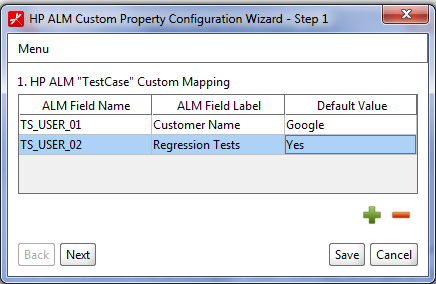 HP ALM Custom Property Configuration Wizard - Step 1
Menu
1. HP ALM "TestCase" Custom Mapping
ALM Field Name ALM Field Label Default Value
TS_USER_01 Customer Name Google
TS_USER_02 Regression Tests Yes
Back Next Save Cancel